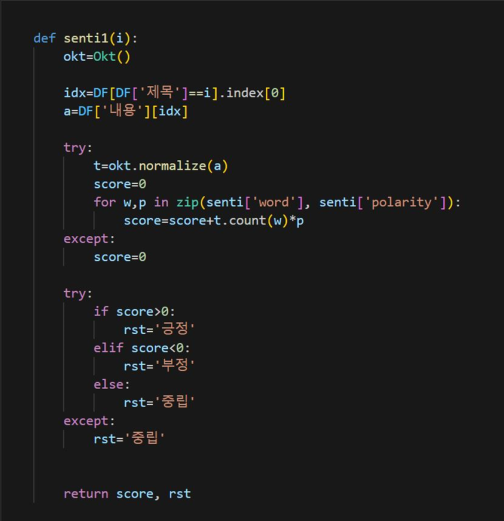 def senti1(i):
    okt=Okt()
    idx=DF[DF['제목']==i].index[0]
    a=DF['내용'][idx]
    try:
        t=okt.normalize(a)
        score=0
        for w,p in zip(senti['word'], senti['polarity']):
            score=score+t.count(w)*p
    except:
        score=0
    try:
        if score>0:
            rst='긍정'
        elif score<0:
            rst='부정'
        else:
            rst='중립'
    except:
        rst='중립'
    return score, rst